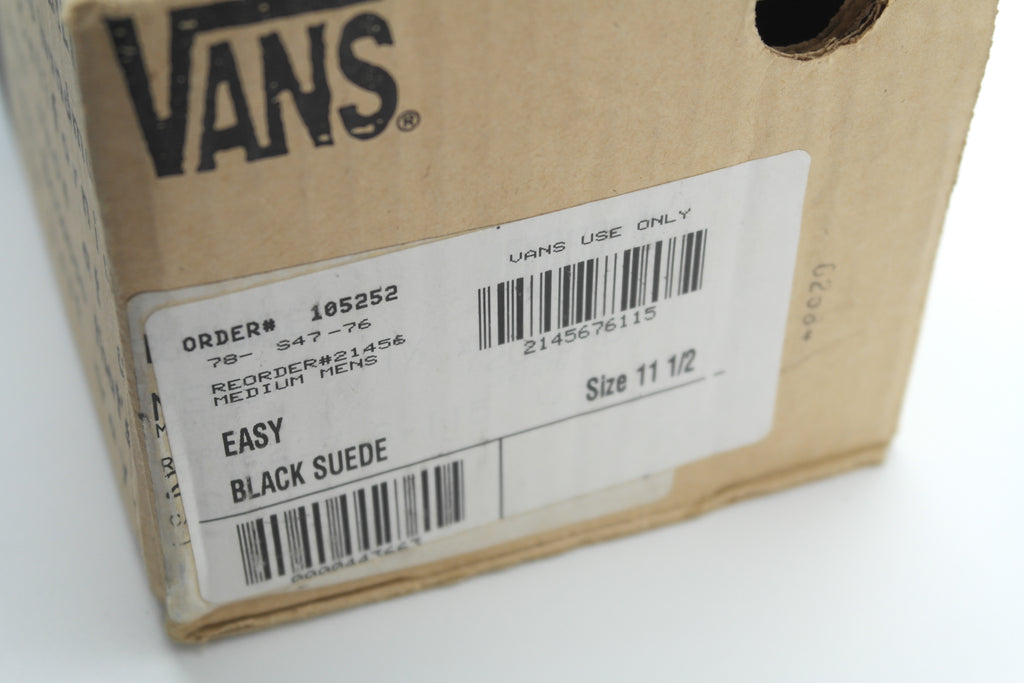 VANS®
VANS USE ONLY
ORDER# 105252
78- S47-76
2145676115
REORDER#21456
MEDIUM MENS
Size 11 1/2
EASY
BLACK SUEDE